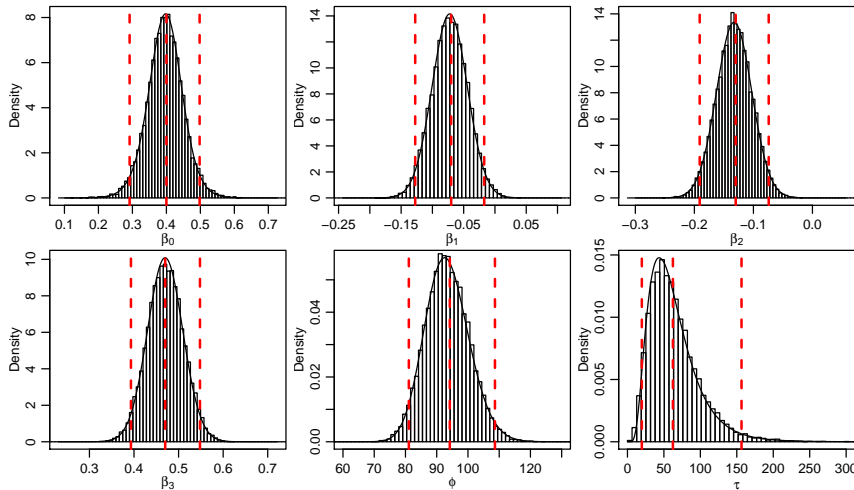 Density
0 2 4 6 8
0.1 0.2 0.3 0.4 0.5 0.6 0.7
β0
Density
0 2 4 6 8 10 14
−0.25 −0.15 −0.05 0.05
β1
Density
0 2 4 6 8 10 14
−0.3 −0.2 −0.1 0.0
β2
Density
0 2 4 6 8 10
0.3 0.4 0.5 0.6 0.7
β3
Density
0.00 0.02 0.04
60 70 80 90 100 120
ϕ
Density
0.000 0.005 0.010 0.015
0 50 100 150 200 250 300
τ